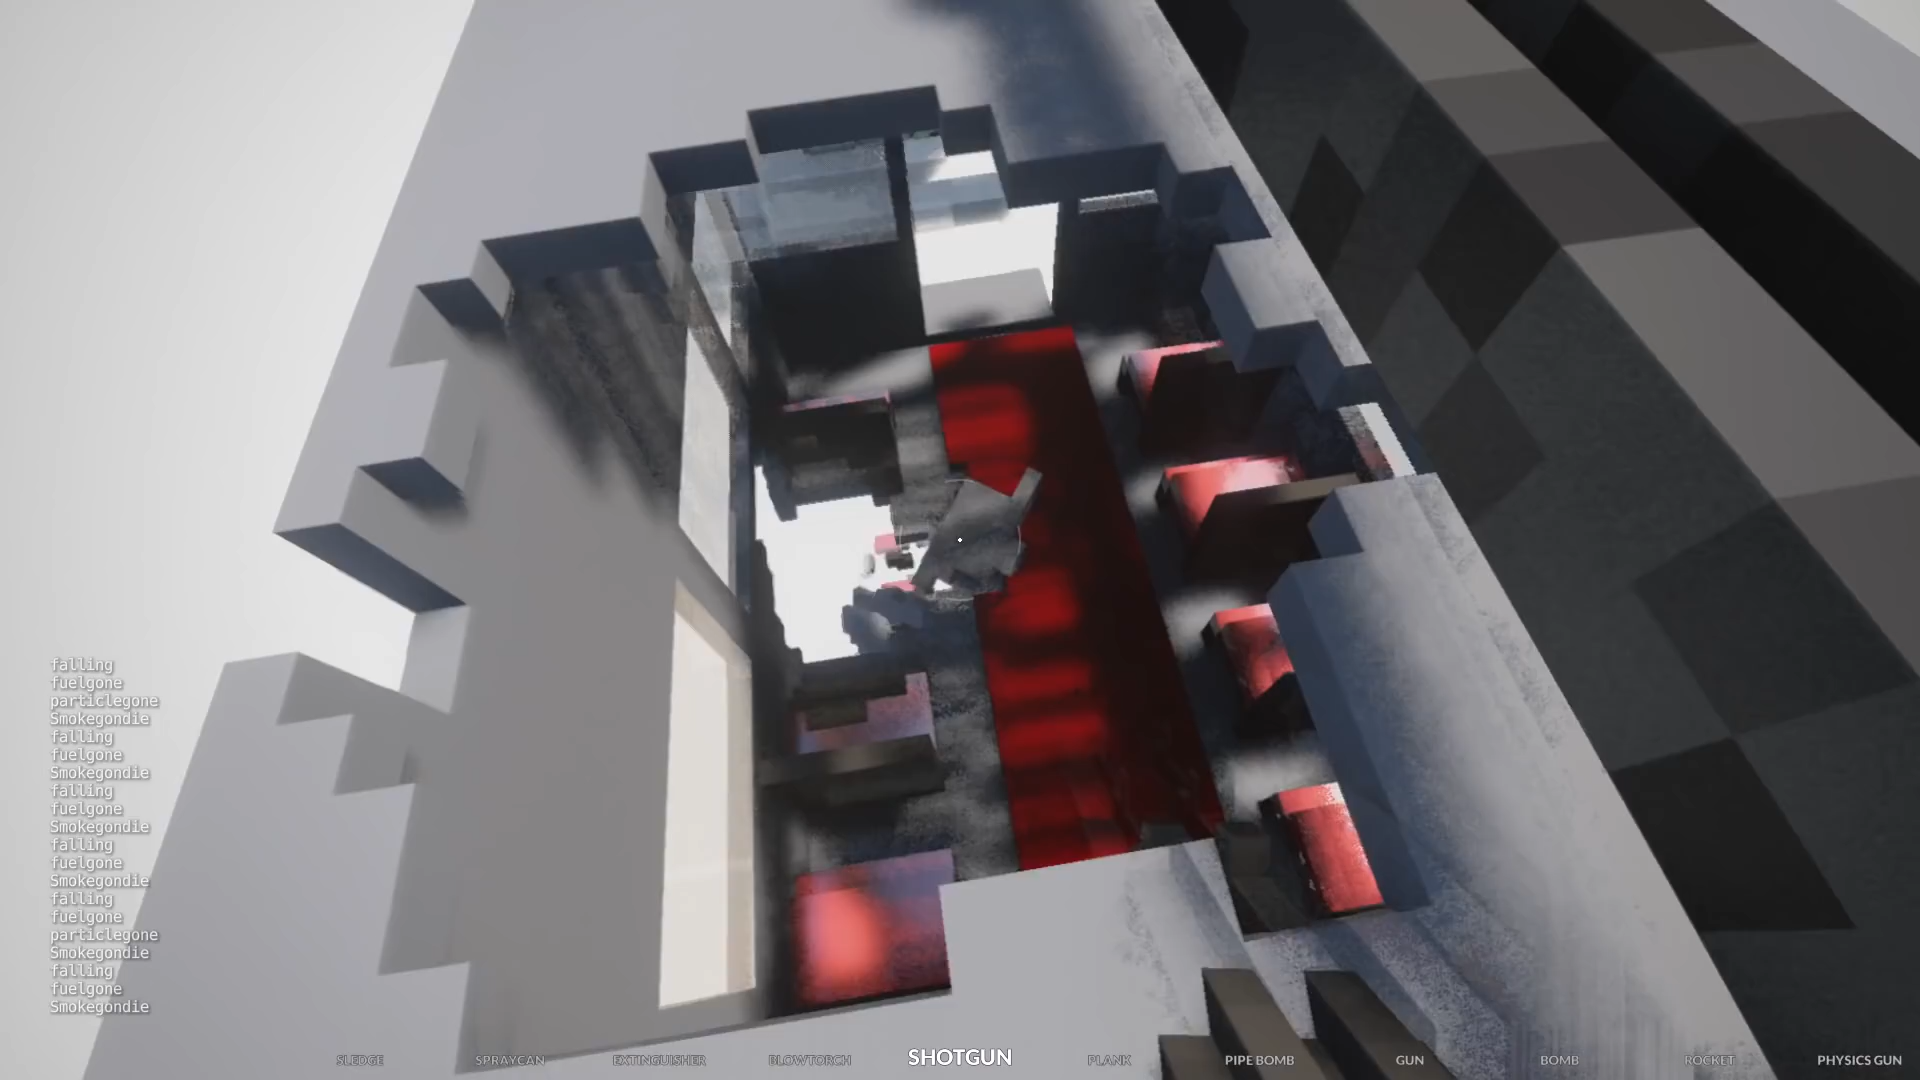 falling
fuelgone
particlegone
Smokegondie
falling
fuelgone
Smokegondie
falling
fuelgone
Smokegondie
falling
fuelgone
Smokegondie
falling
fuelgone
particlegone
Smokegondie
falling
fuelgone
Smokegondie
SLEDGE SPRAYCAN EXTINGUISHER BLOWTORCH SHOTGUN PLANK PIPE BOMB GUN BOMB ROCKET PHYSICS GUN